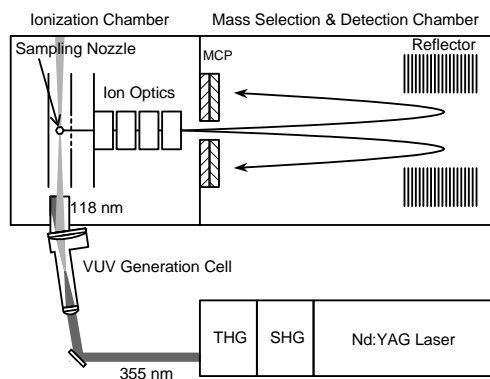 Ionization Chamber
Mass Selection & Detection Chamber
Sampling Nozzle
Reflector
MCP
Ion Optics
118 nm
VUV Generation Cell
THG
SHG
Nd:YAG Laser
355 nm